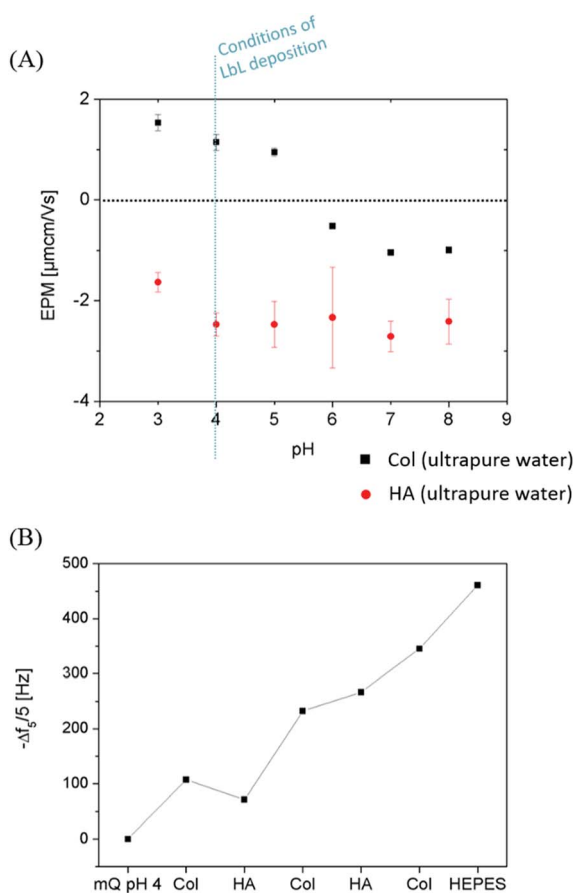 Conditions of
LbL deposition
(A)
2
0
-2
-4
EPM [µmcm/Vs]
2 3 4 5 6 7 8 9
pH
Col (ultrapure water)
HA (ultrapure water)
(B)
500
400
300
200
100
0
-Δf5/5 [Hz]
mQ pH 4 Col HA Col HA Col HEPES